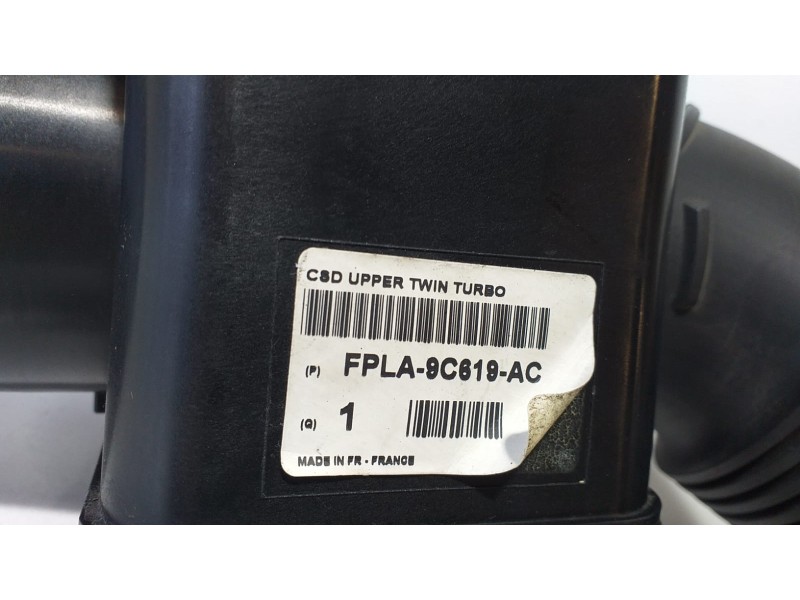 CSD UPPER TWIN TURBO
(P) FPLA-9C619-AC
(Q) 1
MADE IN FR - FRANCE